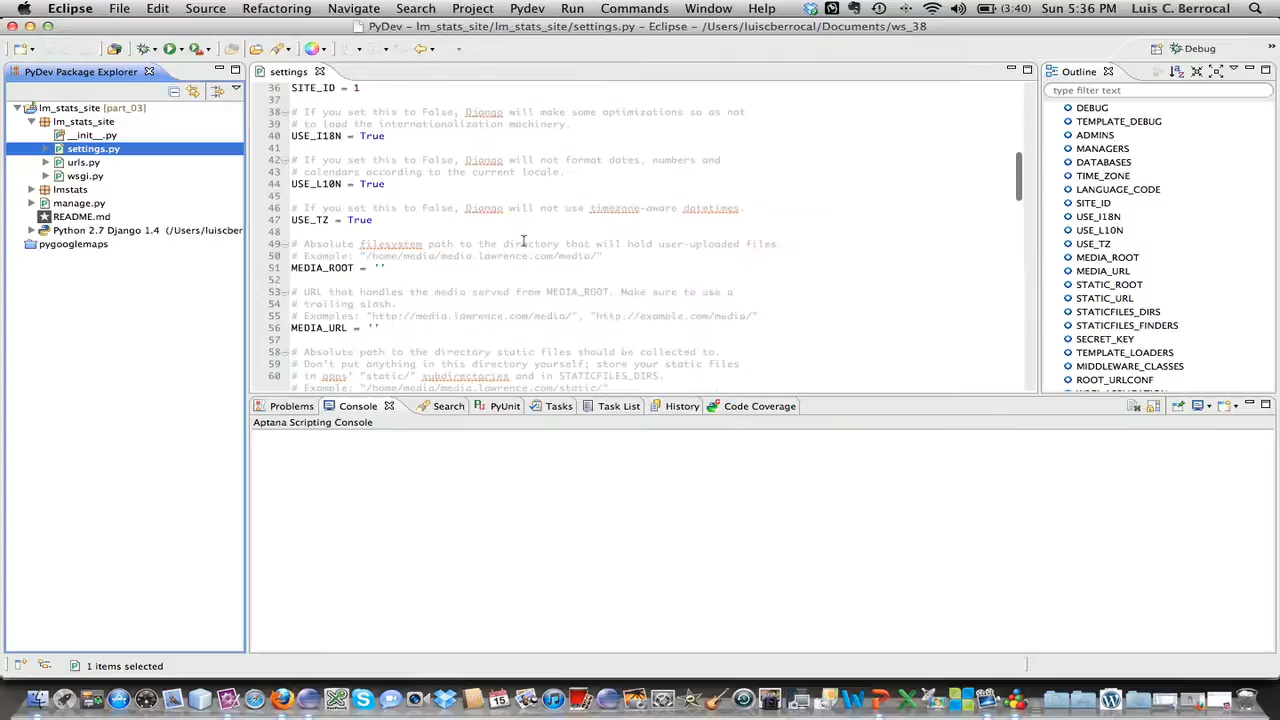 Eclipse File Edit Source Refactoring Navigate Search Project Pydev Run Commands Window Help (3:40) Sun 5:36 PM Luis C. Berrocal
PyDev - lm_stats_site/lm_stats_site/settings.py - Eclipse - /Users/luiscberrocal/Documents/ws_38
Debug
PyDev Package Explorer
lm_stats_site [part_03]
lm_stats_site
__init__.py
settings.py
urls.py
wsgi.py
lmstats
manage.py
README.md
Python 2.7 Django 1.4 (/Users/luiscber
pygooglemaps
settings
36 SITE_ID = 1
37
38 # If you set this to False, Django will make some optimizations so as not
39 # to load the internationalization machinery.
40 USE_I18N = True
41
42 # If you set this to False, Django will not format dates, numbers and
43 # calendars according to the current locale.
44 USE_L10N = True
45
46 # If you set this to False, Django will not use timezone-aware datetimes.
47 USE_TZ = True
48
49 # Absolute filesystem path to the directory that will hold user-uploaded files.
50 # Example: "/home/media/media.lawrence.com/media/"
51 MEDIA_ROOT = ''
52
53 # URL that handles the media served from MEDIA_ROOT. Make sure to use a
54 # trailing slash.
55 # Examples: "http://media.lawrence.com/media/", "http://example.com/media/"
56 MEDIA_URL = ''
57
58 # Absolute path to the directory static files should be collected to.
59 # Don't put anything in this directory yourself; store your static files
60 # in apps' "static/" subdirectories and in STATICFILES_DIRS.
# Example: "/home/media/media.lawrence.com/static/"
Outline
type filter text
DEBUG
TEMPLATE_DEBUG
ADMINS
MANAGERS
DATABASES
TIME_ZONE
LANGUAGE_CODE
SITE_ID
USE_I18N
USE_L10N
USE_TZ
MEDIA_ROOT
MEDIA_URL
STATIC_ROOT
STATIC_URL
STATICFILES_DIRS
STATICFILES_FINDERS
SECRET_KEY
TEMPLATE_LOADERS
MIDDLEWARE_CLASSES
ROOT_URLCONF
Problems Console Search PyUnit Tasks Task List History Code Coverage
Aptana Scripting Console
1 items selected